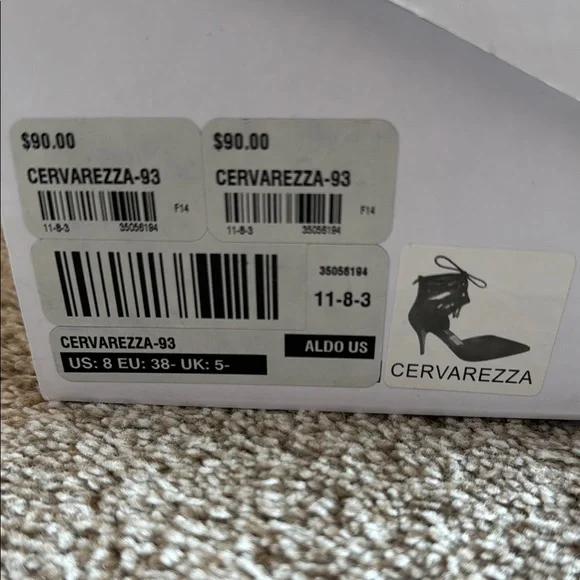 $90.00
CERVAREZZA-93
F14
11-8-3 35056194
$90.00
CERVAREZZA-93
F14
11-8-3 35056194
35056194
11-8-3
CERVAREZZA-93
ALDO US
US: 8 EU: 38- UK: 5-
CERVAREZZA